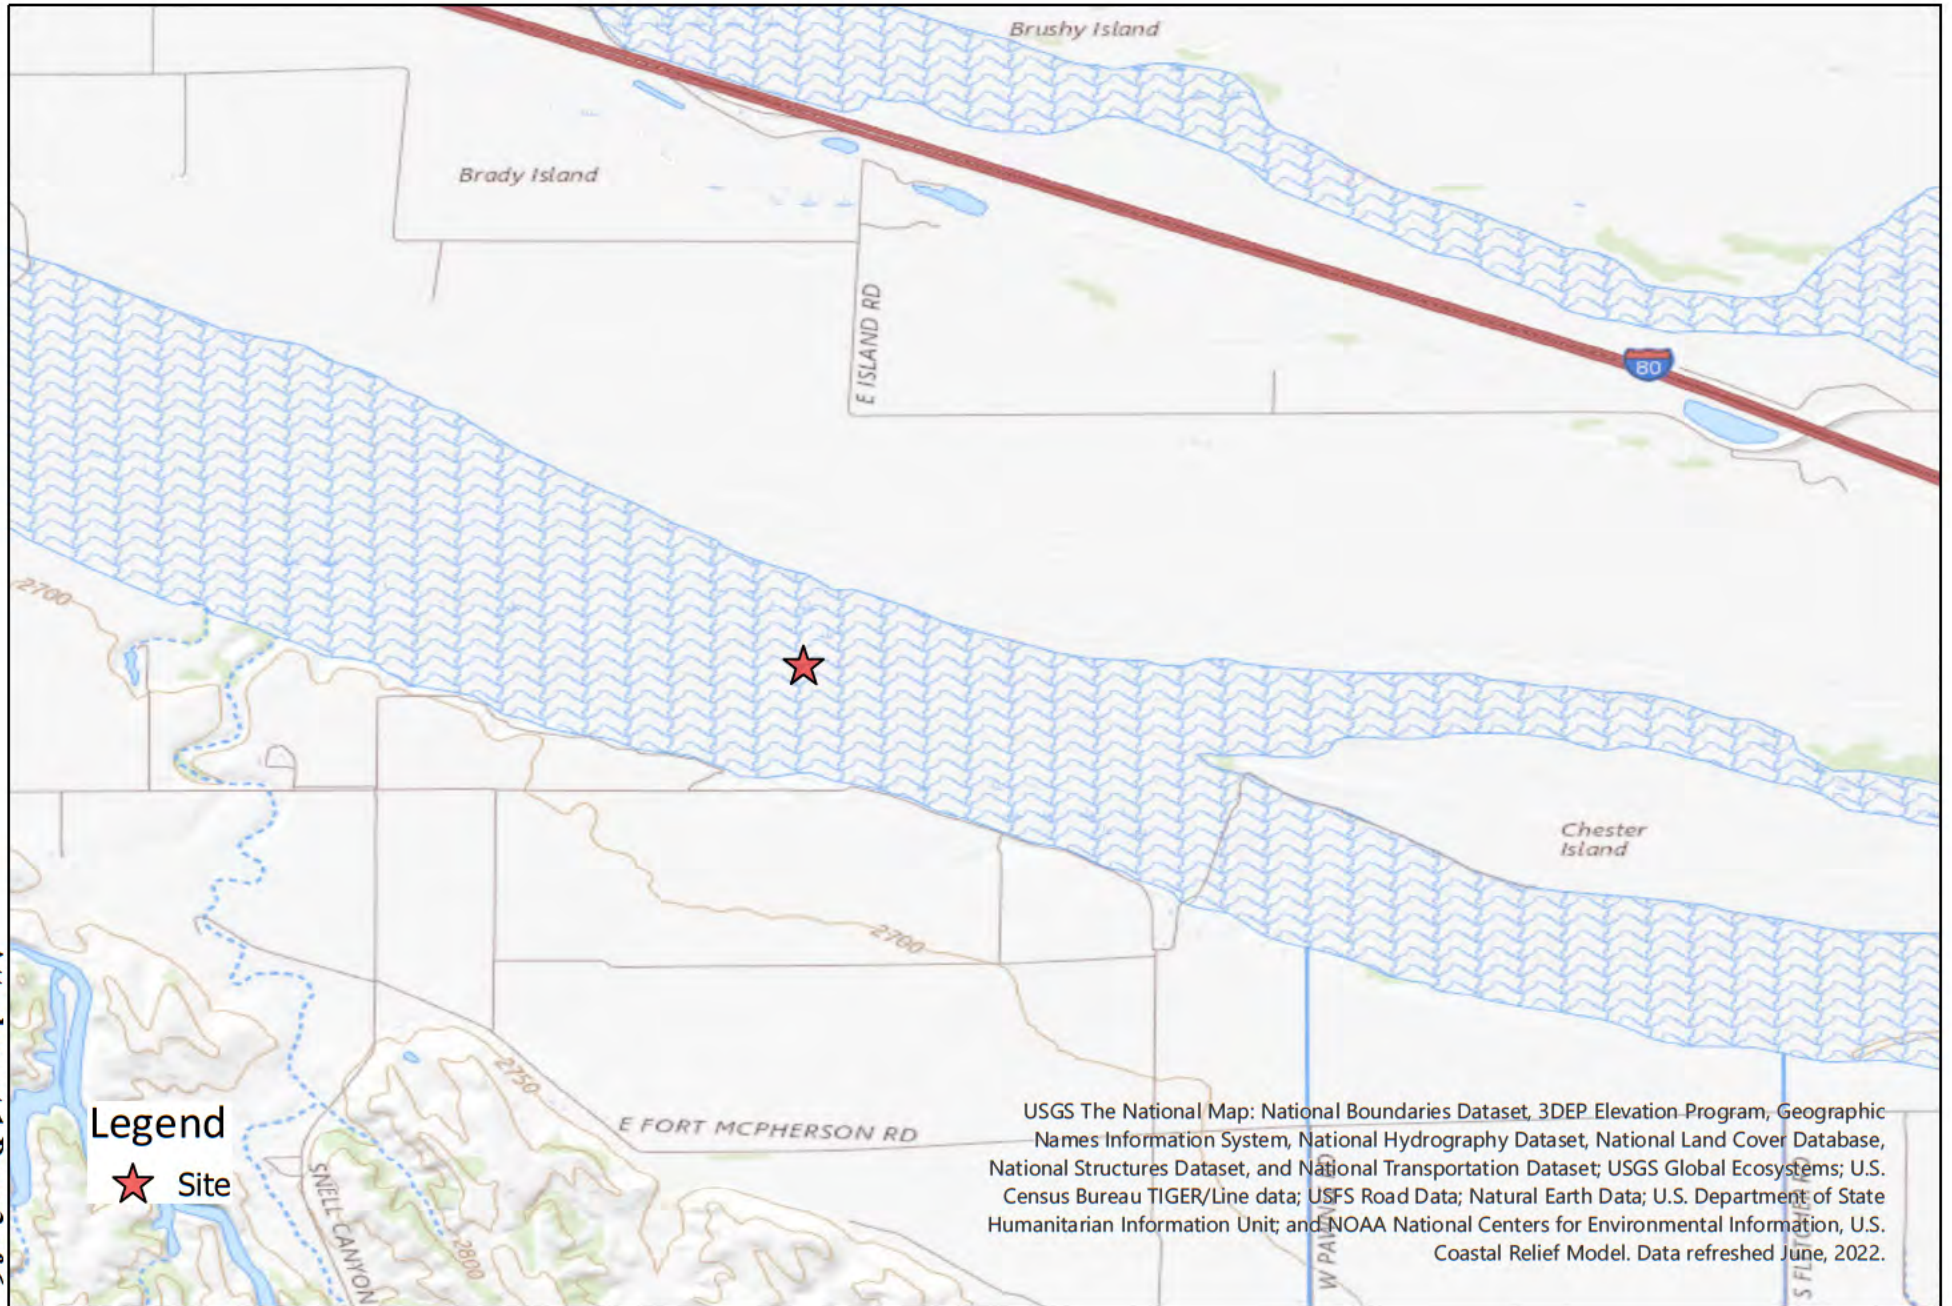 Brushy Island
Brady Island
E ISLAND RD
80
2700
Chester
Island
2700
2750
E FORT MCPHERSON RD
Legend
Site
SNELL CANYON
2800
W PAWNEE RD
S FLETCHER RD
USGS The National Map: National Boundaries Dataset, 3DEP Elevation Program, Geographic
Names Information System, National Hydrography Dataset, National Land Cover Database,
National Structures Dataset, and National Transportation Dataset; USGS Global Ecosystems; U.S.
Census Bureau TIGER/Line data; USFS Road Data; Natural Earth Data; U.S. Department of State
Humanitarian Information Unit; and NOAA National Centers for Environmental Information, U.S.
Coastal Relief Model. Data refreshed June, 2022.